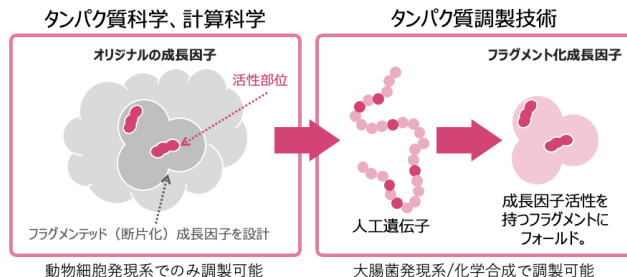 タンパク質科学、計算科学
オリジナルの成長因子
活性部位
フラグメンテッド（断片化）成長因子を設計
動物細胞発現系でのみ調製可能
タンパク質調製技術
フラグメント化成長因子
人工遺伝子
成長因子活性を
持つフラグメントに
フォールド。
大腸菌発現系/化学合成で調製可能